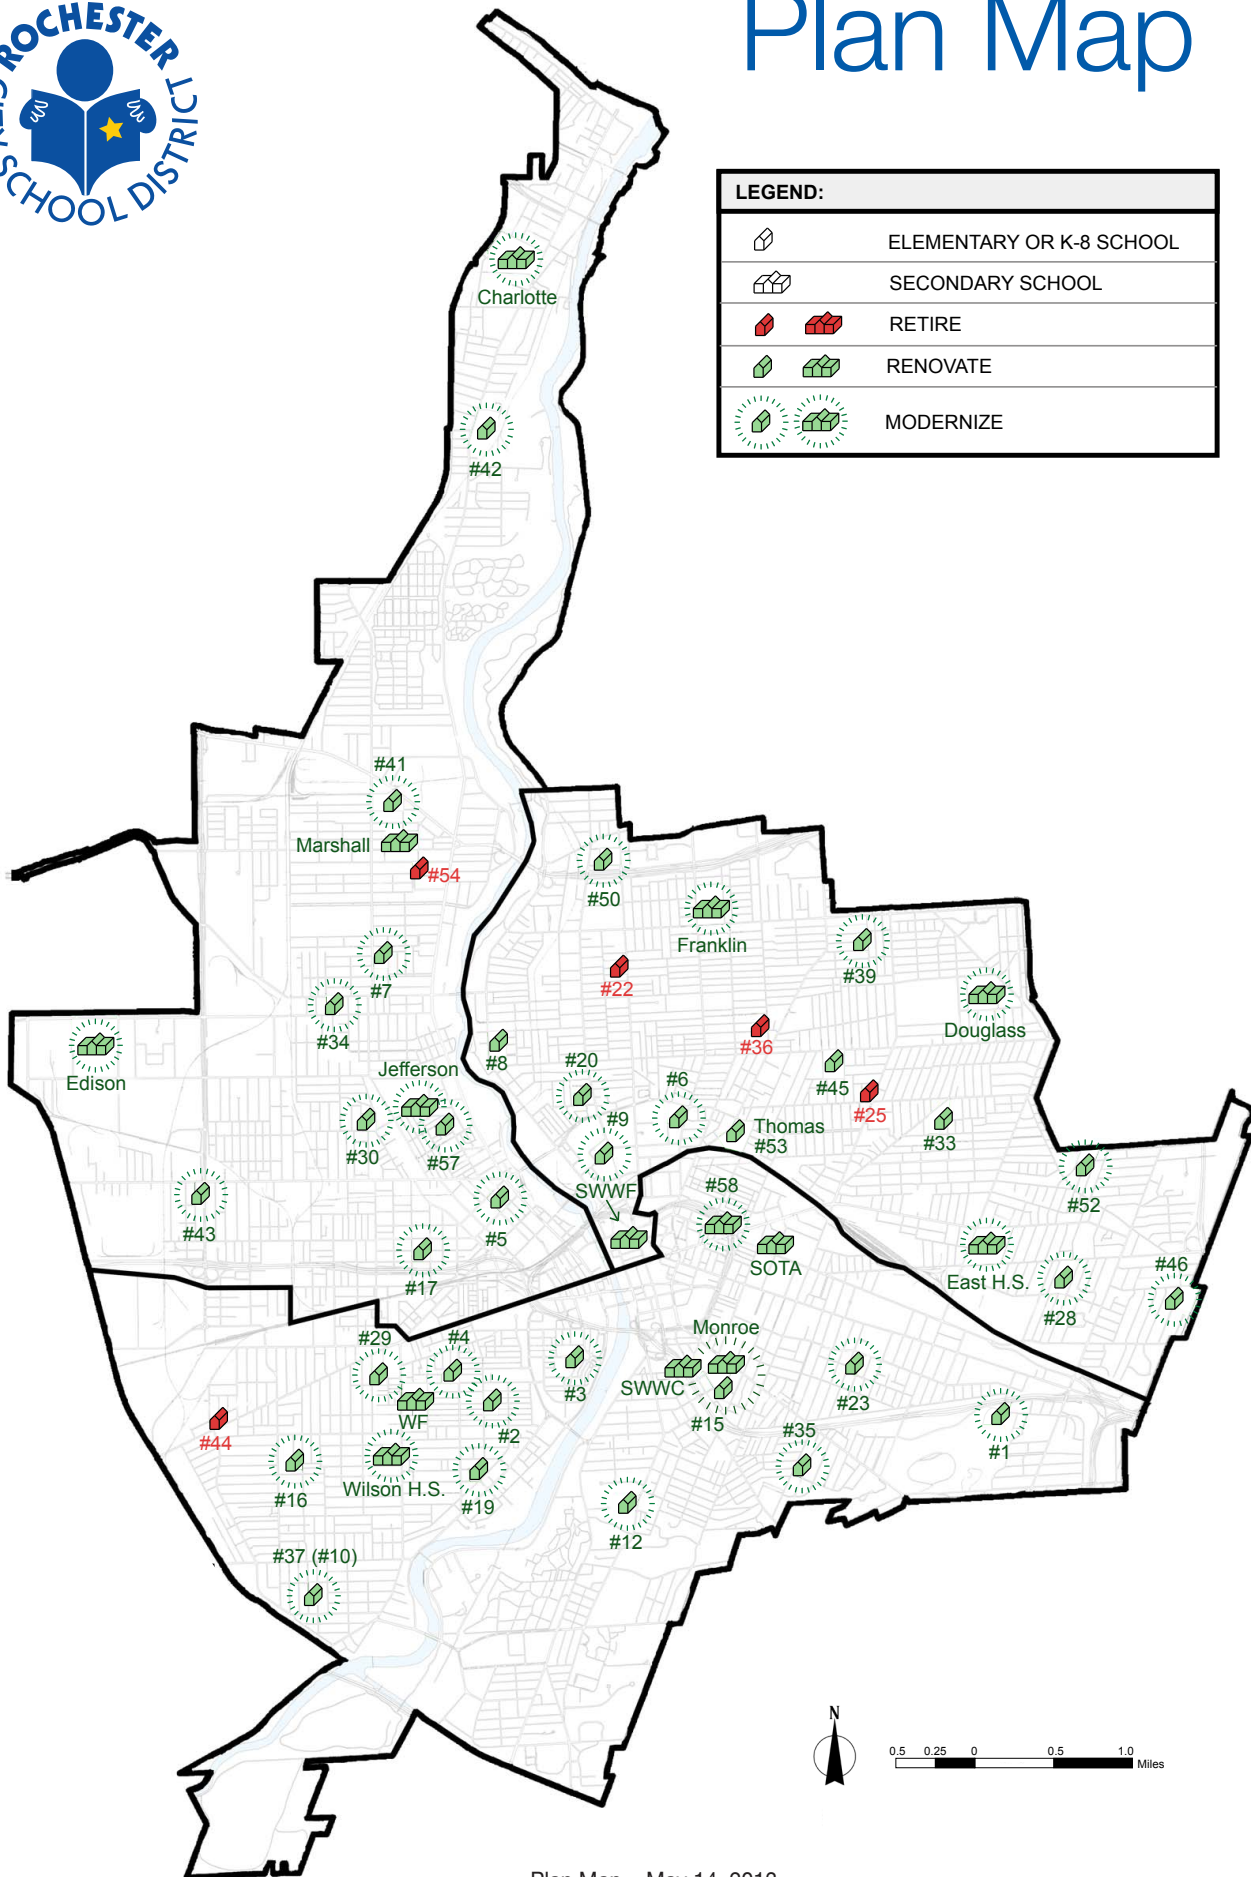 Plan Map
ROCHESTER
SCHOOL DISTRICT
LEGEND:
ELEMENTARY OR K-8 SCHOOL
SECONDARY SCHOOL
RETIRE
RENOVATE
MODERNIZE
Charlotte
#42
#41
Marshall
#54
#50
Franklin
#39
#7
#22
Douglass
#34
#36
Edison
#8
Jefferson
#20
#6
#45
#25
#33
#9
Thomas
#53
#30
#57
#52
#43
SWWF
#58
#5
SOTA
East H.S.
#46
#17
#28
#29
#4
Monroe
#3
SWWC
#23
#44
WF
#2
#15
#35
#1
#16
Wilson H.S.
#19
#12
#37 (#10)
N
0.5 0.25 0 0.5 1.0
Miles